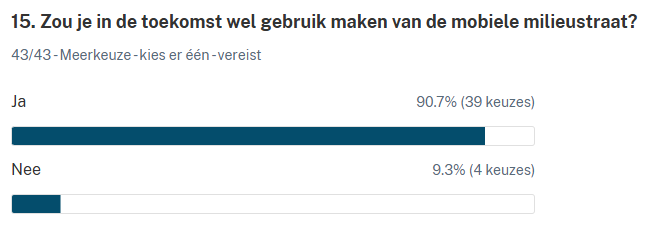 15. Zou je in de toekomst wel gebruik maken van de mobiele milieustraat?
43/43 - Meerkeuze - kies er één - vereist
Ja 90.7% (39 keuzes)
Nee 9.3% (4 keuzes)